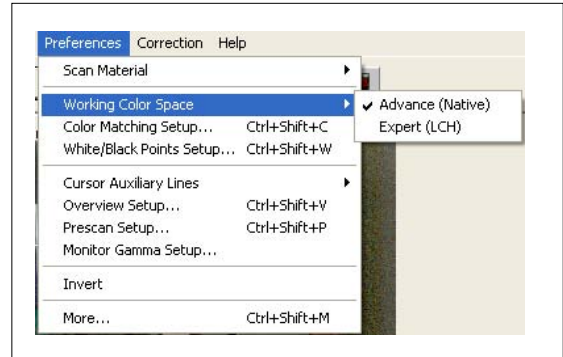 Preferences Correction Help
Scan Material
Working Color Space
Advance (Native)
Expert (LCH)
Color Matching Setup... Ctrl+Shift+C
White/Black Points Setup... Ctrl+Shift+W
Cursor Auxiliary Lines
Overview Setup... Ctrl+Shift+V
Prescan Setup... Ctrl+Shift+P
Monitor Gamma Setup...
Invert
More... Ctrl+Shift+M